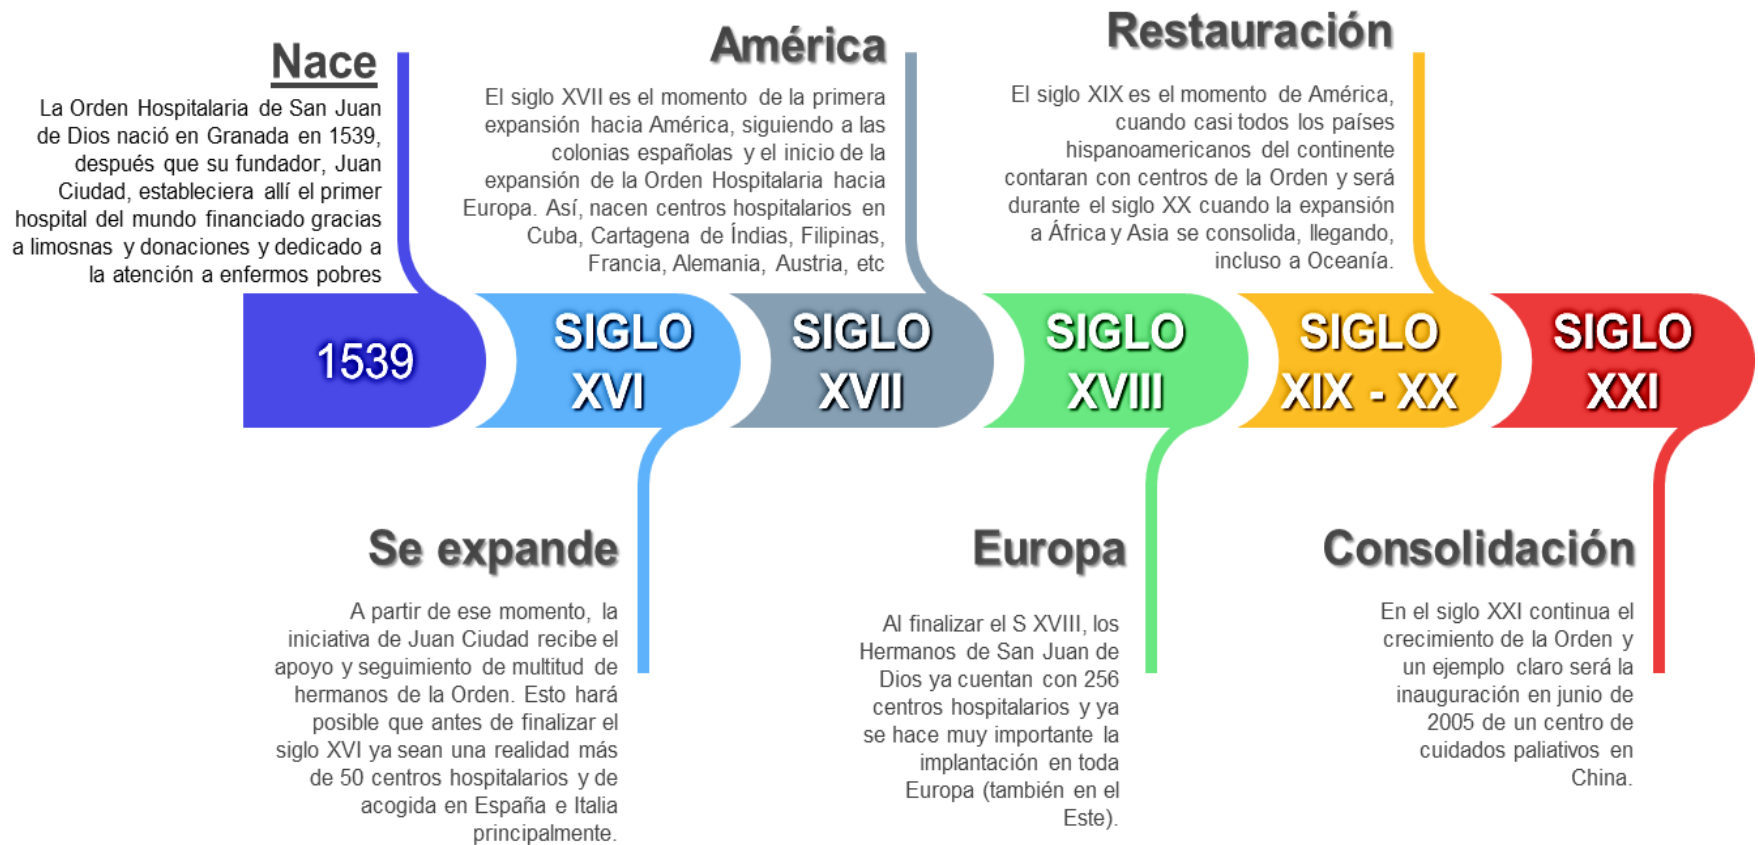 Nace
La Orden Hospitalaria de San Juan
de Dios nació en Granada en 1539,
después que su fundador, Juan
Ciudad, estableciera allí el primer
hospital del mundo financiado gracias
a limosnas y donaciones y dedicado a
la atención a enfermos pobres
América
El siglo XVII es el momento de la primera
expansión hacia América, siguiendo a las
colonias españolas y el inicio de la
expansión de la Orden Hospitalaria hacia
Europa. Así, nacen centros hospitalarios en
Cuba, Cartagena de Índias, Filipinas,
Francia, Alemania, Austria, etc
Restauración
El siglo XIX es el momento de América,
cuando casi todos los países
hispanoamericanos del continente
contaran con centros de la Orden y será
durante el siglo XX cuando la expansión
a África y Asia se consolida, llegando,
incluso a Oceanía.
1539
SIGLO
XVI
SIGLO
XVII
SIGLO
XVIII
SIGLO
XIX - XX
SIGLO
XXI
Se expande
A partir de ese momento, la
iniciativa de Juan Ciudad recibe el
apoyo y seguimiento de multitud de
hermanos de la Orden. Esto hará
posible que antes de finalizar el
siglo XVI ya sean una realidad más
de 50 centros hospitalarios y de
acogida en España e Italia
principalmente.
Europa
Al finalizar el S XVIII, los
Hermanos de San Juan de
Dios ya cuentan con 256
centros hospitalarios y ya
se hace muy importante la
implantación en toda
Europa (también en el
Este).
Consolidación
En el siglo XXI continua el
crecimiento de la Orden y
un ejemplo claro será la
inauguración en junio de
2005 de un centro de
cuidados paliativos en
China.